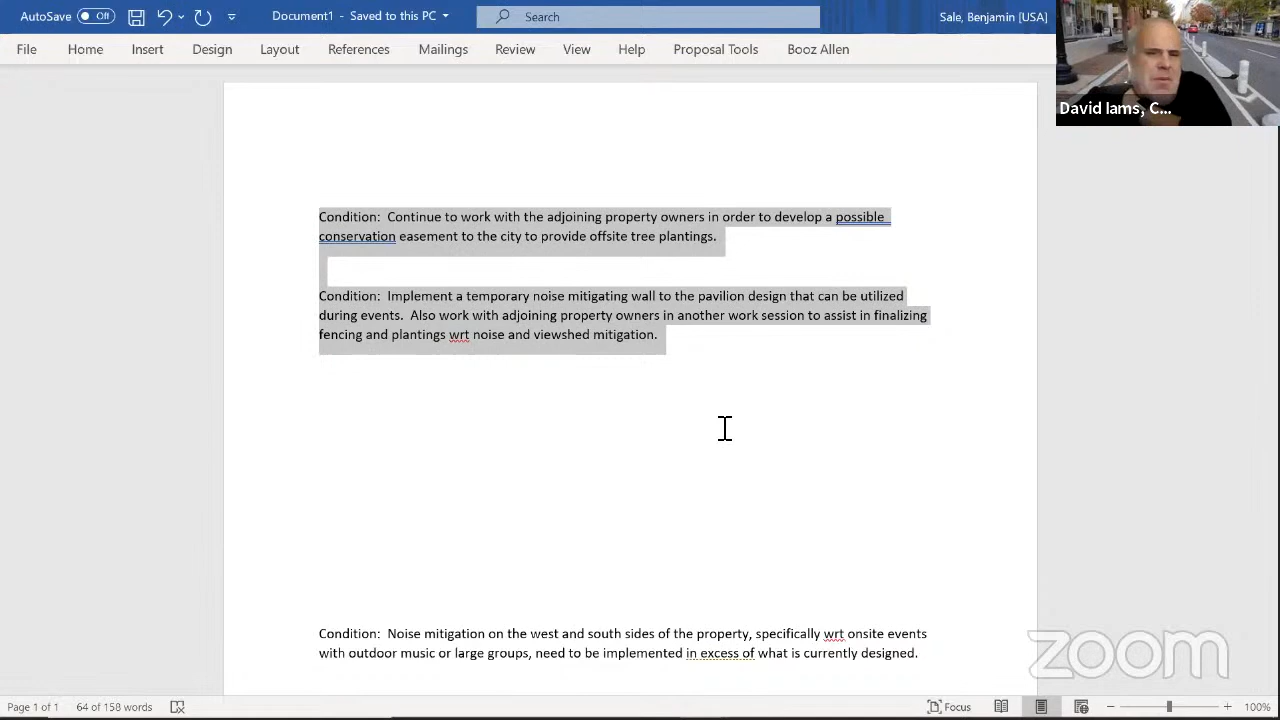 AutoSave Off Document1 - Saved to this PC Search Sale, Benjamin [USA]
File Home Insert Design Layout References Mailings Review View Help Proposal Tools Booz Allen
David Iams, C...
Condition: Continue to work with the adjoining property owners in order to develop a possible
conservation easement to the city to provide offsite tree plantings.
Condition: Implement a temporary noise mitigating wall to the pavilion design that can be utilized
during events. Also work with adjoining property owners in another work session to assist in finalizing
fencing and plantings wrt noise and viewshed mitigation.
Condition: Noise mitigation on the west and south sides of the property, specifically wrt onsite events
with outdoor music or large groups, need to be implemented in excess of what is currently designed.
zoom
Page 1 of 1 64 of 158 words Focus 100%